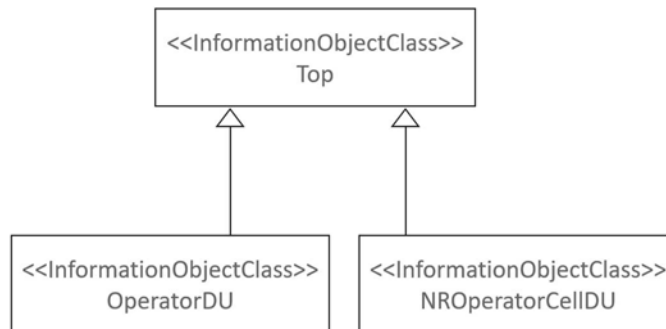 <<InformationObjectClass>>
Top
<<InformationObjectClass>>
OperatorDU
<<InformationObjectClass>>
NROperatorCellDU